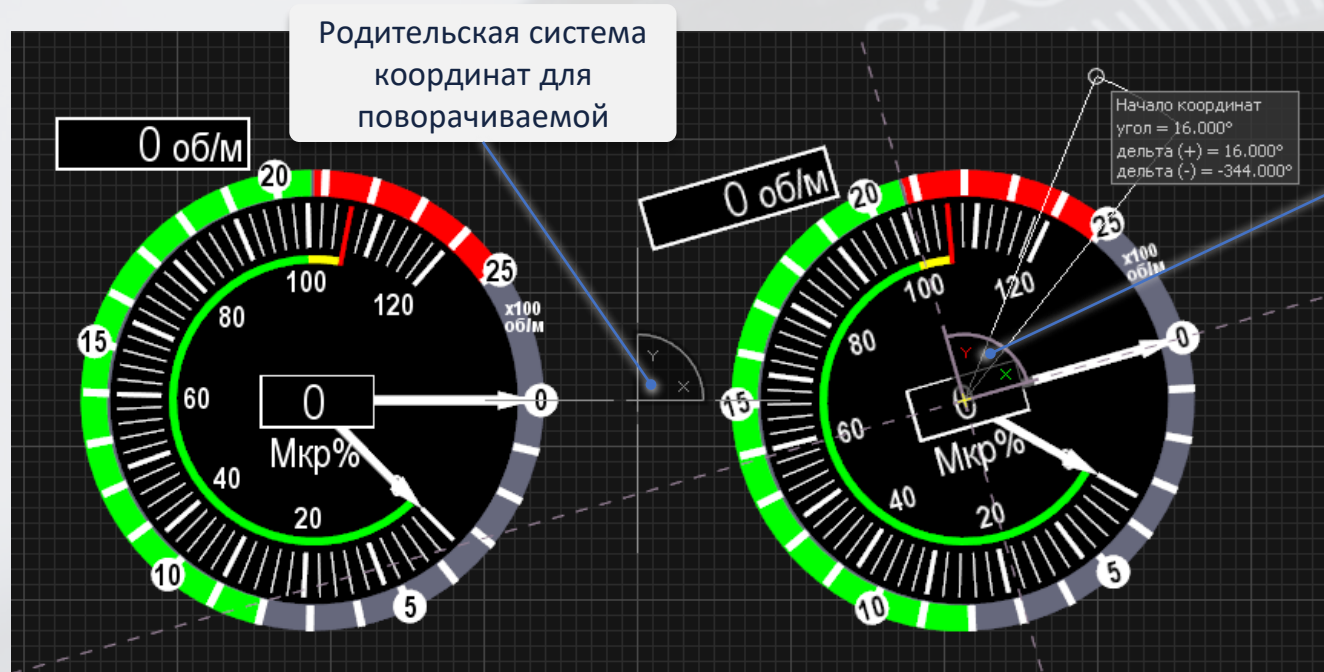 Родительская система
координат для
поворачиваемой
0 об/м
20
25
x100
об/м
100
120
80
15
60
0
0
Мкр%
40
20
10
5
Y
X
0 об/м
20
25
x100
об/м
100
120
80
15
60
0
0
Мкр%
40
20
10
5
Y
X
Начало координат
угол = 16.000°
дельта (+) = 16.000°
дельта (-) = -344.000°